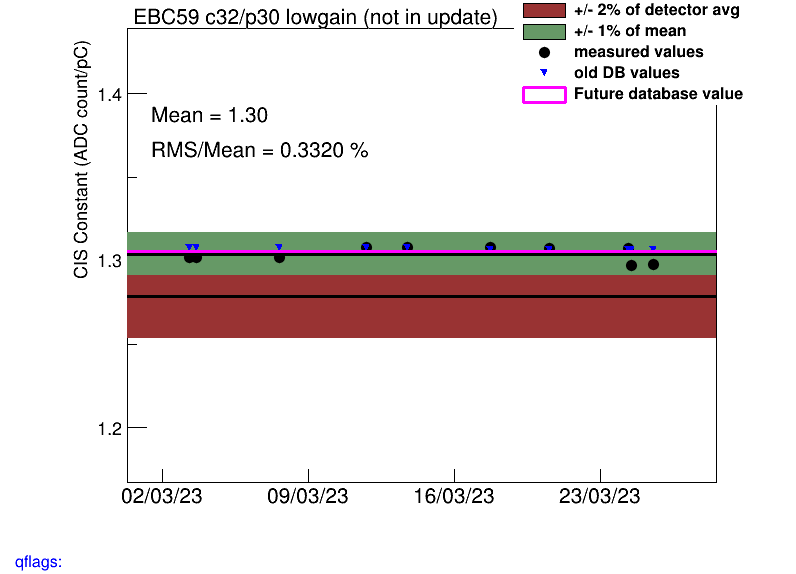 EBC59 c32/p30 lowgain (not in update)
+/- 2% of detector avg
+/- 1% of mean
measured values
old DB values
Future database value
CIS Constant (ADC count/pC)
1.4
1.3
1.2
Mean = 1.30
RMS/Mean = 0.3320 %
02/03/23 09/03/23 16/03/23 23/03/23
qflags: